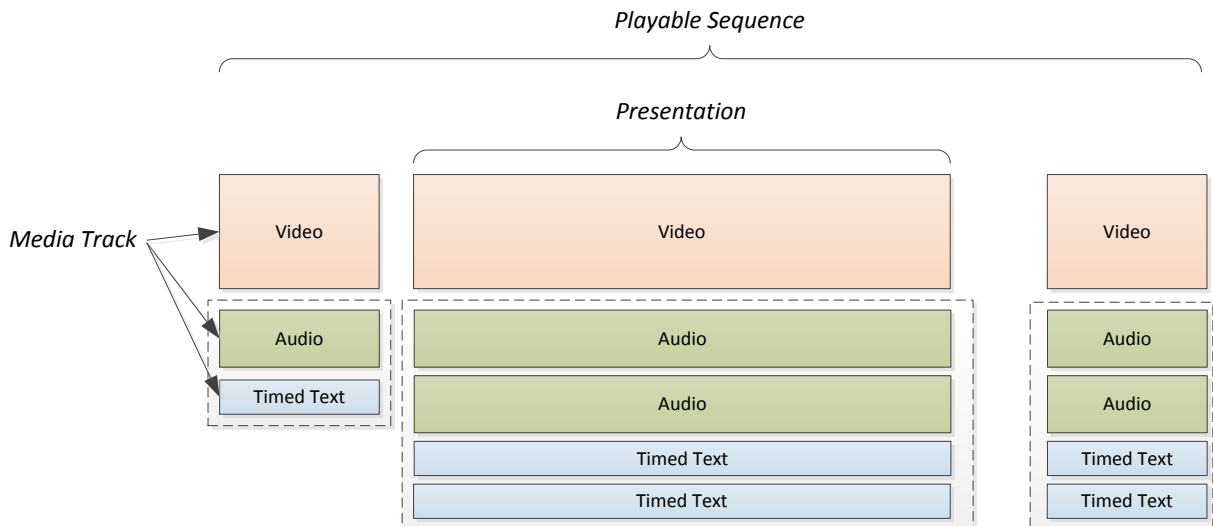 Playable Sequence
Presentation
Media Track
Video
Video
Video
Audio
Audio
Audio
Timed Text
Audio
Audio
Timed Text
Timed Text
Timed Text
Timed Text